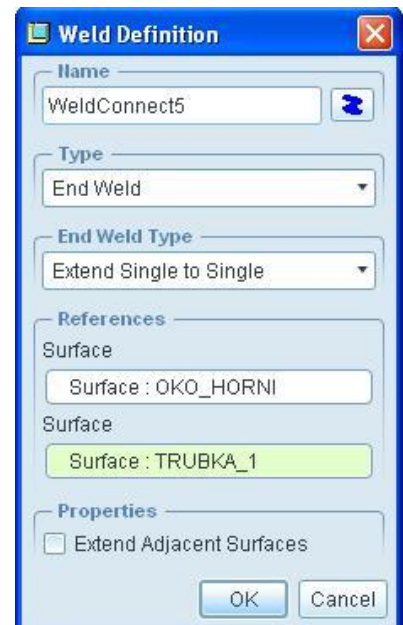 Weld Definition
Name
WeldConnect5
Type
End Weld
End Weld Type
Extend Single to Single
References
Surface
Surface : OKO_HORNI
Surface
Surface : TRUBKA_1
Properties
Extend Adjacent Surfaces
OK Cancel